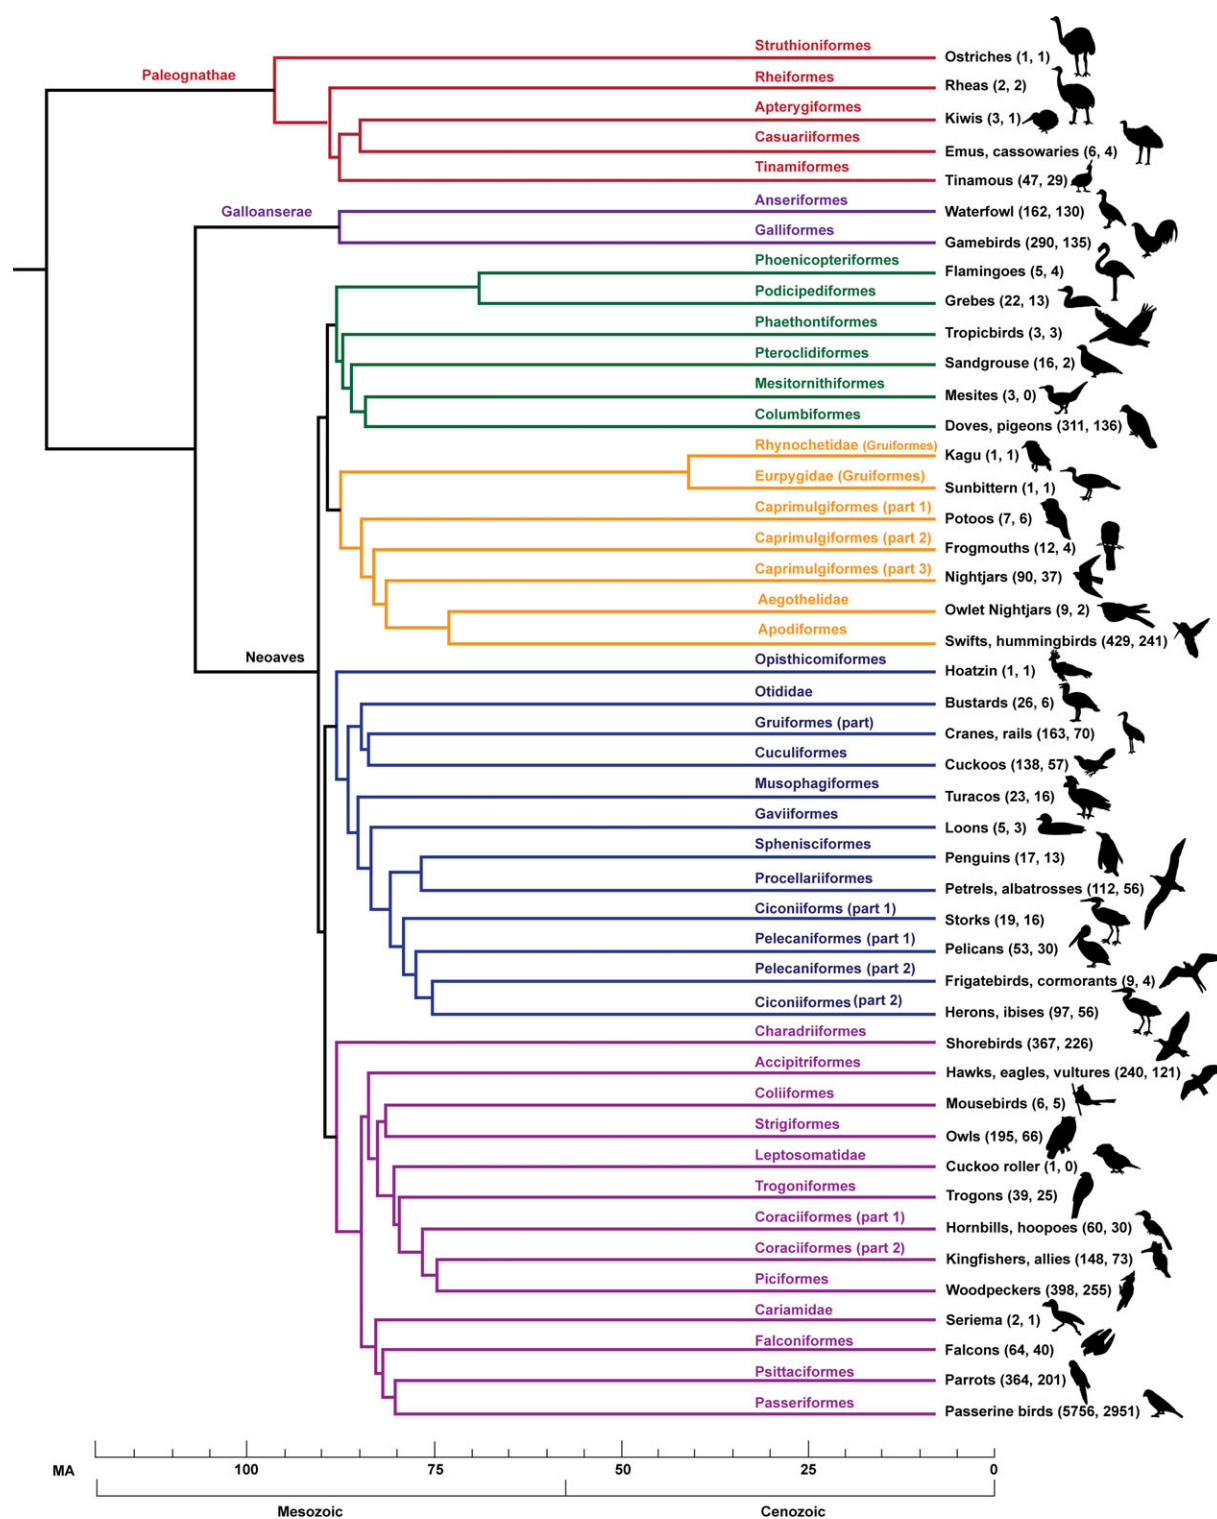 Struthioniformes
Ostriches (1, 1)
Paleognathae
Rheiformes
Rheas (2, 2)
Apterygiformes
Kiwis (3, 1)
Casuariiformes
Emus, cassowaries (6, 4)
Tinamiformes
Tinamous (47, 29)
Anseriformes
Waterfowl (162, 130)
Galloanserae
Galliformes
Gamebirds (290, 135)
Phoenicopteriformes
Flamingoes (5, 4)
Podicipediformes
Grebes (22, 13)
Phaethontiformes
Tropicbirds (3, 3)
Pteroclidiformes
Sandgrouse (16, 2)
Mesitornithiformes
Mesites (3, 0)
Columbiformes
Doves, pigeons (311, 136)
Rhynochetidae (Gruiformes)
Kagu (1, 1)
Eurpygidae (Gruiformes)
Sunbittern (1, 1)
Caprimulgiformes (part 1)
Potoos (7, 6)
Caprimulgiformes (part 2)
Frogmouths (12, 4)
Caprimulgiformes (part 3)
Nightjars (90, 37)
Aegothelidae
Owlet Nightjars (9, 2)
Apodiformes
Swifts, hummingbirds (429, 241)
Neoaves
Opisthicomiformes
Hoatzin (1, 1)
Otididae
Bustards (26, 6)
Gruiformes (part)
Cranes, rails (163, 70)
Cuculiformes
Cuckoos (138, 57)
Musophagiformes
Turacos (23, 16)
Gaviiformes
Loons (5, 3)
Sphenisciformes
Penguins (17, 13)
Procellariiformes
Petrels, albatrosses (112, 56)
Ciconiiforms (part 1)
Storks (19, 16)
Pelecaniformes (part 1)
Pelicans (53, 30)
Pelecaniformes (part 2)
Frigatebirds, cormorants (9, 4)
Ciconiiformes (part 2)
Herons, ibises (97, 56)
Charadriiformes
Shorebirds (367, 226)
Accipitriformes
Hawks, eagles, vultures (240, 121)
Coliiformes
Mousebirds (6, 5)
Strigiformes
Owls (195, 66)
Leptosomatidae
Cuckoo roller (1, 0)
Trogoniformes
Trogons (39, 25)
Coraciiformes (part 1)
Hornbills, hoopoes (60, 30)
Coraciiformes (part 2)
Kingfishers, allies (148, 73)
Piciformes
Woodpeckers (398, 255)
Cariamidae
Seriema (2, 1)
Falconiformes
Falcons (64, 40)
Psittaciformes
Parrots (364, 201)
Passeriformes
Passerine birds (5756, 2951)
MA 100 75 50 25 0
Mesozoic Cenozoic